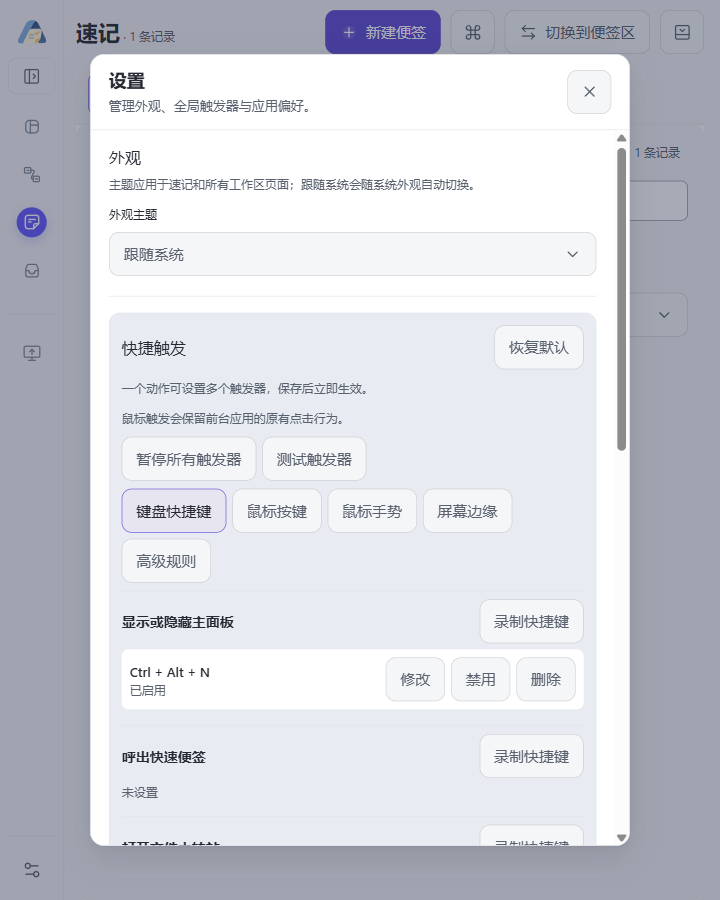 速记 · 1 条记录
新建便签
切换到便签区
设置
管理外观、全局触发器与应用偏好。
1 条记录
外观
主题应用于速记和所有工作区页面；跟随系统会随系统外观自动切换。
外观主题
跟随系统
快捷触发
恢复默认
一个动作可设置多个触发器，保存后立即生效。
鼠标触发会保留前台应用的原有点击行为。
暂停所有触发器 测试触发器
键盘快捷键 鼠标按键 鼠标手势 屏幕边缘
高级规则
显示或隐藏主面板 录制快捷键
Ctrl + Alt + N
已启用
修改 禁用 删除
呼出快速便签 录制快捷键
未设置
录制快捷键